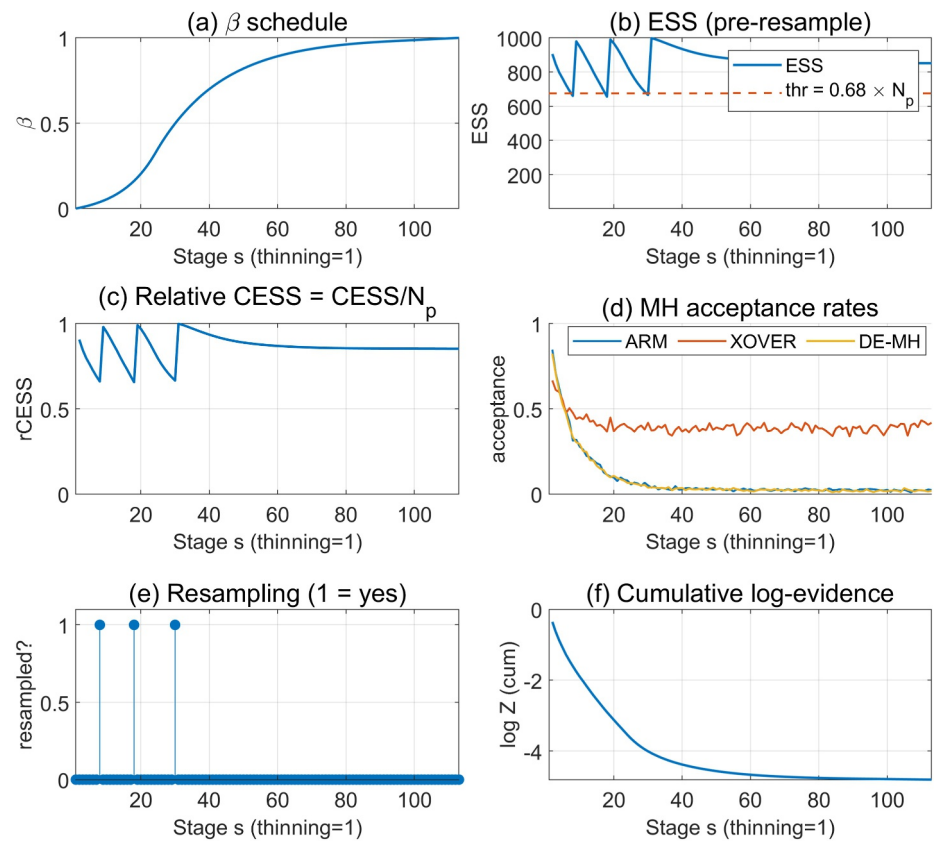 (a) β schedule
1
0.5
0
β
20 40 60 80 100
Stage s (thinning=1)
(b) ESS (pre-resample)
1000
800
600
400
200
ESS
ESS
thr = 0.68 × Np
20 40 60 80 100
Stage s (thinning=1)
(c) Relative CESS = CESS/Np
1
0.5
0
rCESS
20 40 60 80 100
Stage s (thinning=1)
(d) MH acceptance rates
1
0.5
0
acceptance
ARM XOVER DE-MH
20 40 60 80 100
Stage s (thinning=1)
(e) Resampling (1 = yes)
1
0.5
0
resampled?
20 40 60 80 100
Stage s (thinning=1)
(f) Cumulative log-evidence
0
-2
-4
log Z (cum)
20 40 60 80 100
Stage s (thinning=1)